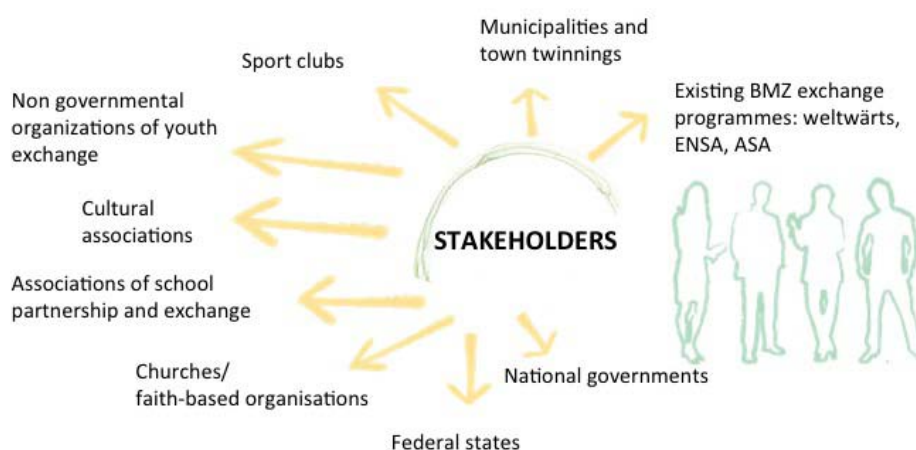 Municipalities and
town twinnings
Sport clubs
Existing BMZ exchange
programmes: weltwärts,
ENSA, ASA
Non governmental
organizations of youth
exchange
Cultural
associations
STAKEHOLDERS
Associations of school
partnership and exchange
Churches/
faith-based organisations
National governments
Federal states